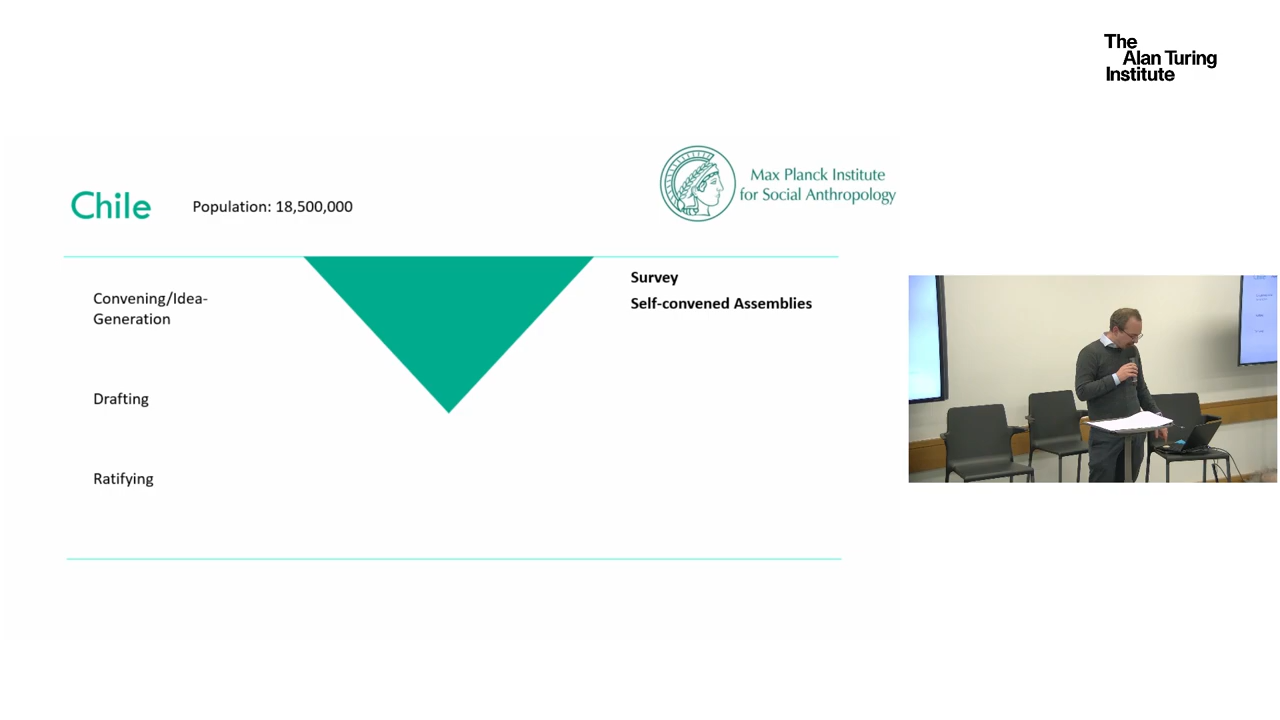 The
Alan Turing
Institute
Max Planck Institute
for Social Anthropology
Chile
Population: 18,500,000
Convening/Idea-
Generation
Survey
Self-convened Assemblies
Drafting
Ratifying